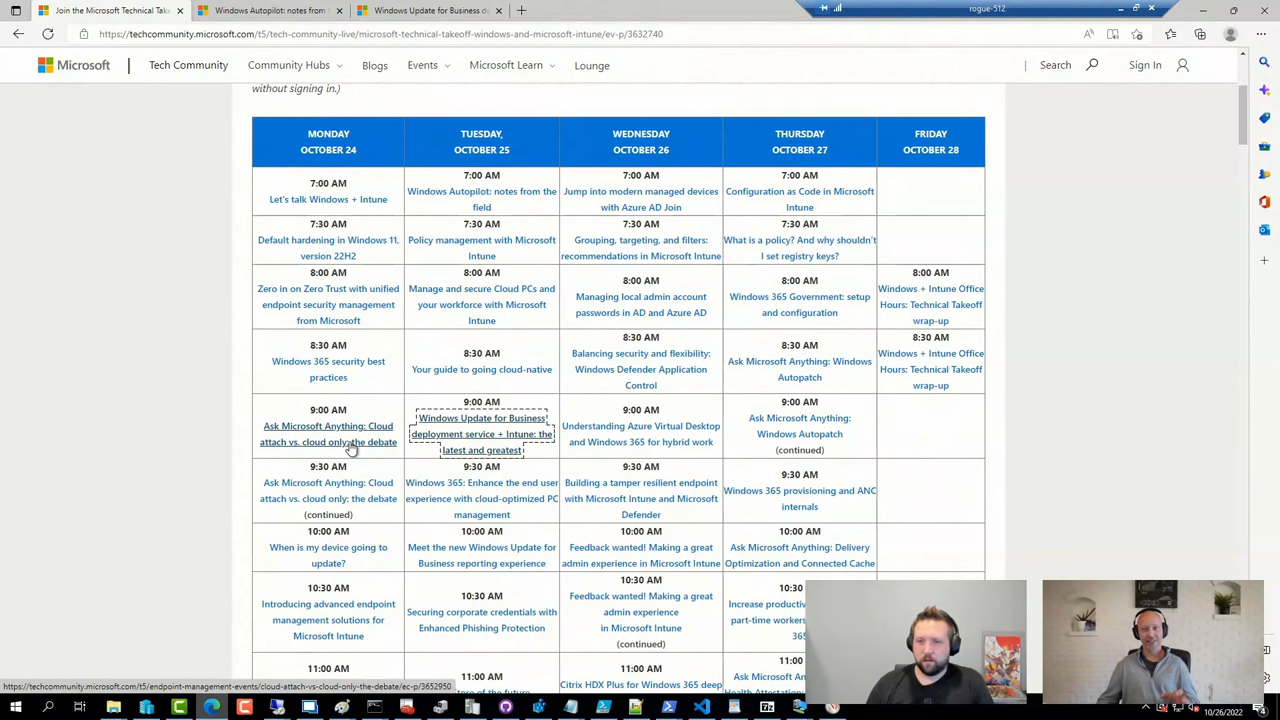 Join the Microsoft Technical Take
Windows Autopilot: notes from t
Windows Update for Business de
rogue-512
https://techcommunity.microsoft.com/t5/tech-community-live/microsoft-technical-takeoff-windows-and-microsoft-intune/ev-p/3632740
Microsoft
Tech Community
Community Hubs
Blogs
Events
Microsoft Learn
Lounge
Search
Sign In
without signing in.)
MONDAY
OCTOBER 24
TUESDAY,
OCTOBER 25
WEDNESDAY
OCTOBER 26
THURSDAY
OCTOBER 27
FRIDAY
OCTOBER 28
7:00 AM
Let's talk Windows + Intune
7:00 AM
Windows Autopilot: notes from the
field
7:00 AM
Jump into modern managed devices
with Azure AD Join
7:00 AM
Configuration as Code in Microsoft
Intune
7:30 AM
Default hardening in Windows 11,
version 22H2
7:30 AM
Policy management with Microsoft
Intune
7:30 AM
Grouping, targeting, and filters:
recommendations in Microsoft Intune
7:30 AM
What is a policy? And why shouldn't
I set registry keys?
8:00 AM
Zero in on Zero Trust with unified
endpoint security management
from Microsoft
8:00 AM
Manage and secure Cloud PCs and
your workforce with Microsoft
Intune
8:00 AM
Managing local admin account
passwords in AD and Azure AD
8:00 AM
Windows 365 Government: setup
and configuration
8:00 AM
Windows + Intune Office
Hours: Technical Takeoff
wrap-up
8:30 AM
Windows 365 security best
practices
8:30 AM
Your guide to going cloud-native
8:30 AM
Balancing security and flexibility:
Windows Defender Application
Control
8:30 AM
Ask Microsoft Anything: Windows
Autopatch
8:30 AM
Windows + Intune Office
Hours: Technical Takeoff
wrap-up
9:00 AM
Ask Microsoft Anything: Cloud
attach vs. cloud only: the debate
9:00 AM
Windows Update for Business
deployment service + Intune: the
latest and greatest
9:00 AM
Understanding Azure Virtual Desktop
and Windows 365 for hybrid work
9:00 AM
Ask Microsoft Anything:
Windows Autopatch
(continued)
9:30 AM
Ask Microsoft Anything: Cloud
attach vs. cloud only: the debate
(continued)
9:30 AM
Windows 365: Enhance the end user
experience with cloud-optimized PC
management
9:30 AM
Building a tamper resilient endpoint
with Microsoft Intune and Microsoft
Defender
9:30 AM
Windows 365 provisioning and ANC
internals
10:00 AM
When is my device going to
update?
10:00 AM
Meet the new Windows Update for
Business reporting experience
10:00 AM
Feedback wanted! Making a great
admin experience in Microsoft Intune
10:00 AM
Ask Microsoft Anything: Delivery
Optimization and Connected Cache
10:30 AM
Introducing advanced endpoint
management solutions for
Microsoft Intune
10:30 AM
Securing corporate credentials with
Enhanced Phishing Protection
10:30 AM
Feedback wanted! Making a great
admin experience
in Microsoft Intune
(continued)
10:30
Increase productiv
part-time workers
365
11:00 AM
11:00 AM
tore of the future
11:00 AM
Citrix HDX Plus for Windows 365 deep
11:00
Ask Microsoft An
Health Attestation:
https://techcommunity.microsoft.com/t5/endpoint-management-events/cloud-attach-vs-cloud-only-the-debate/ec-p/3652950
10/26/2022